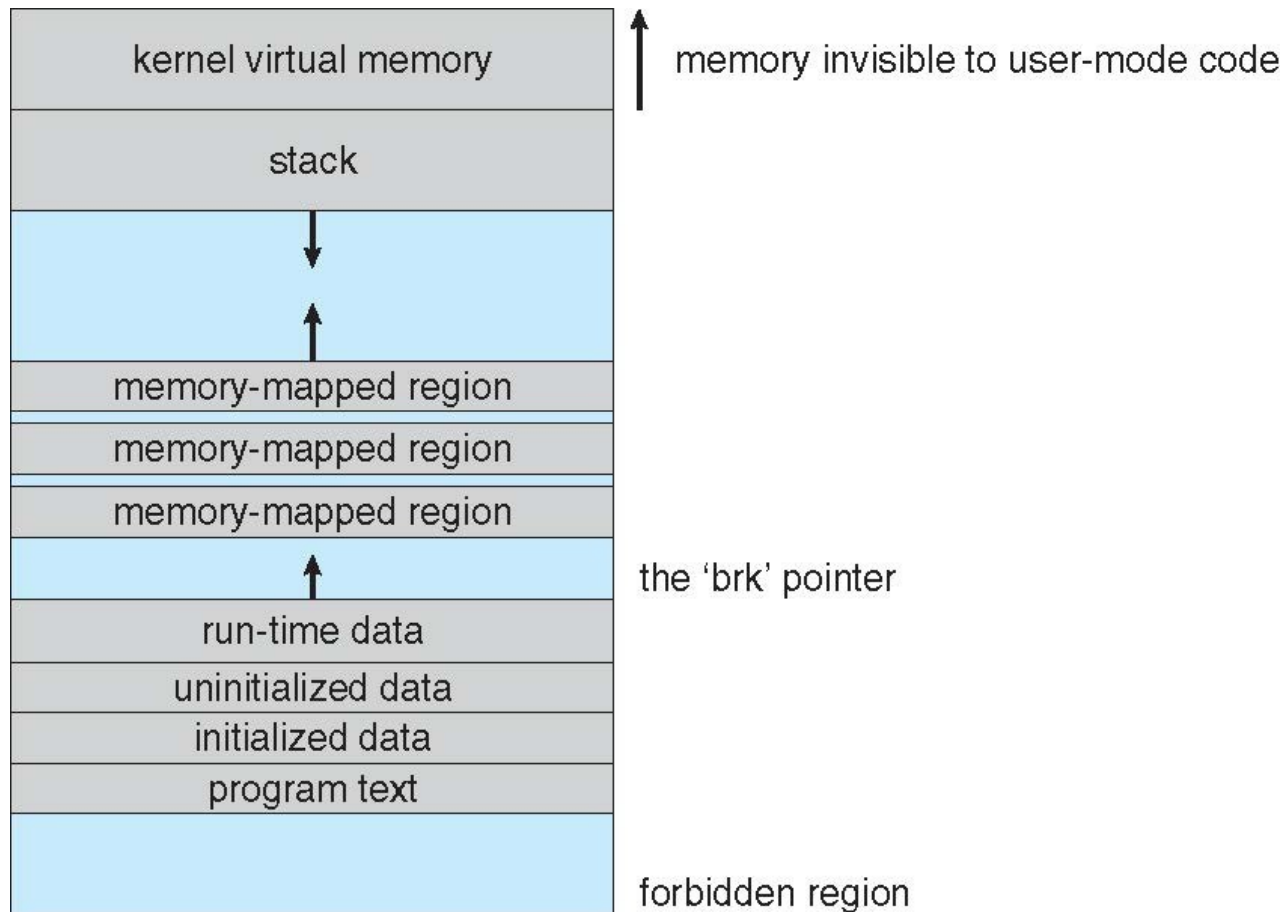 kernel virtual memory
memory invisible to user-mode code
stack
memory-mapped region
memory-mapped region
memory-mapped region
the ‘brk’ pointer
run-time data
uninitialized data
initialized data
program text
forbidden region